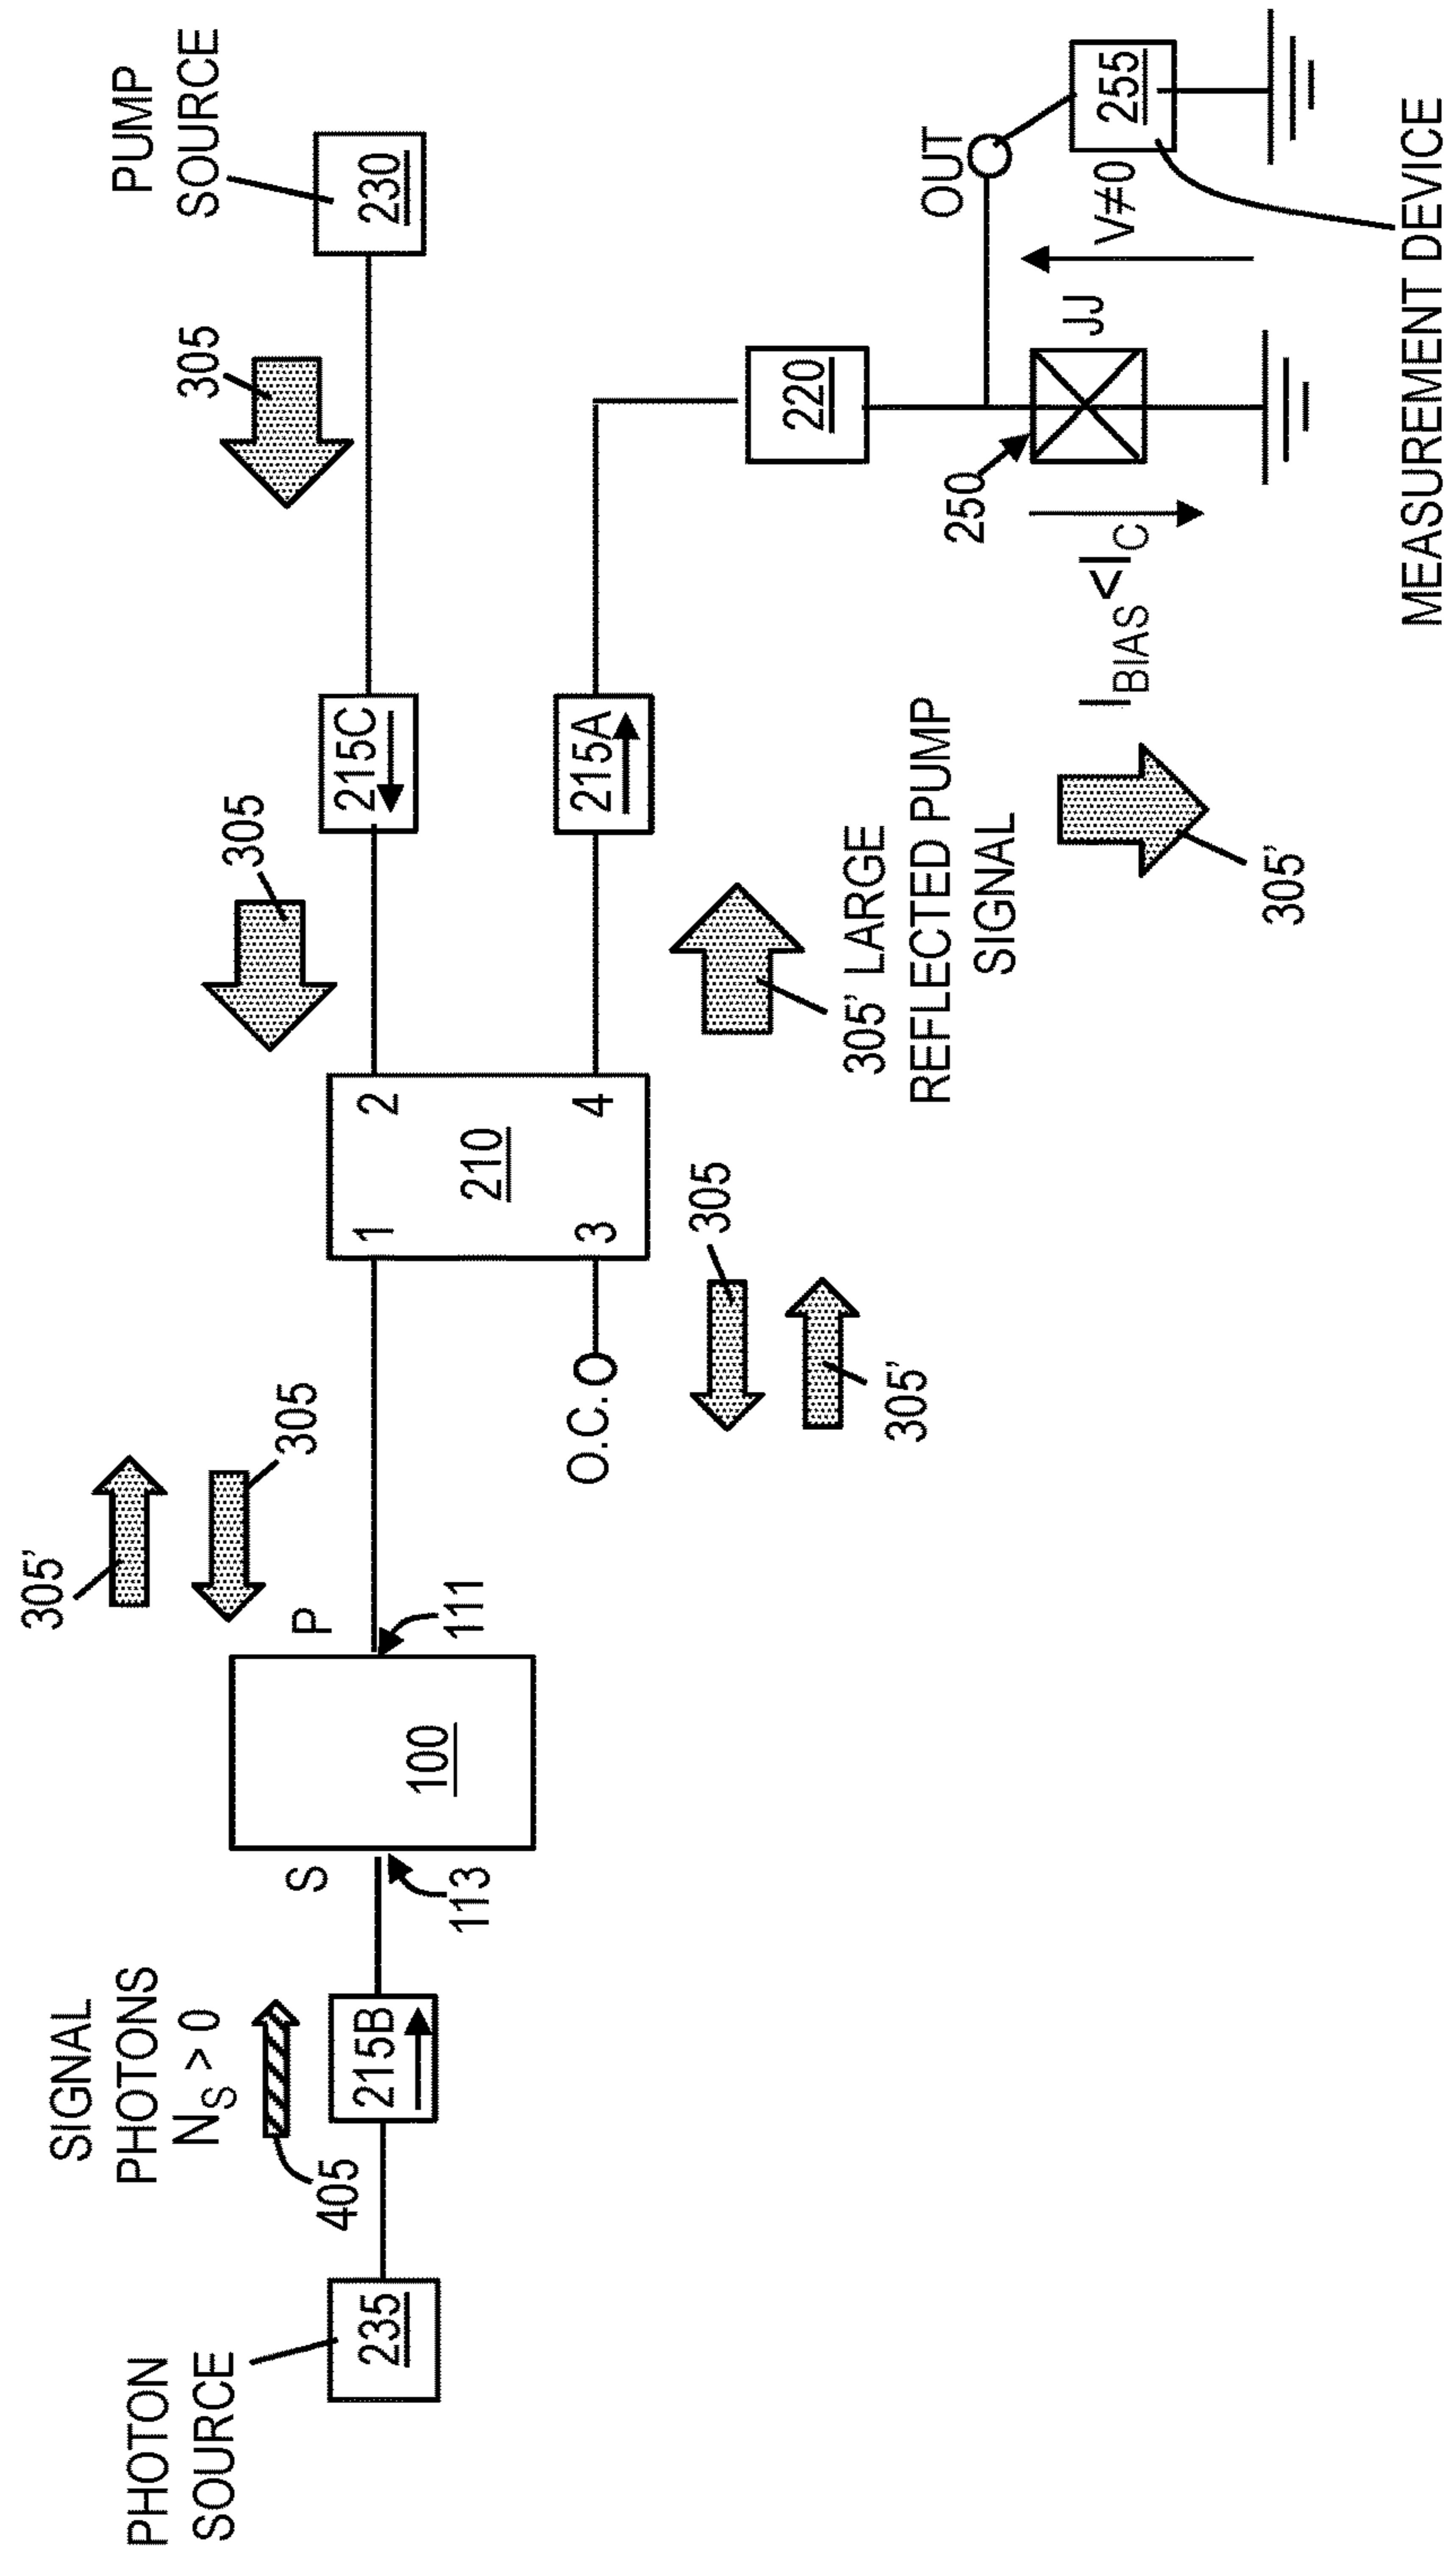 PHOTON
SOURCE
235
SIGNAL
PHOTONS
N_S > 0
405
215B
S
113
100
P
111
305'
305
O.C.
1
2
3
4
210
305
305'
305
215C
305
PUMP
SOURCE
230
215A
305' LARGE
REFLECTED PUMP
SIGNAL
220
250
JJ
I_BIAS < I_C
305'
OUT
V≠0
255
MEASUREMENT DEVICE